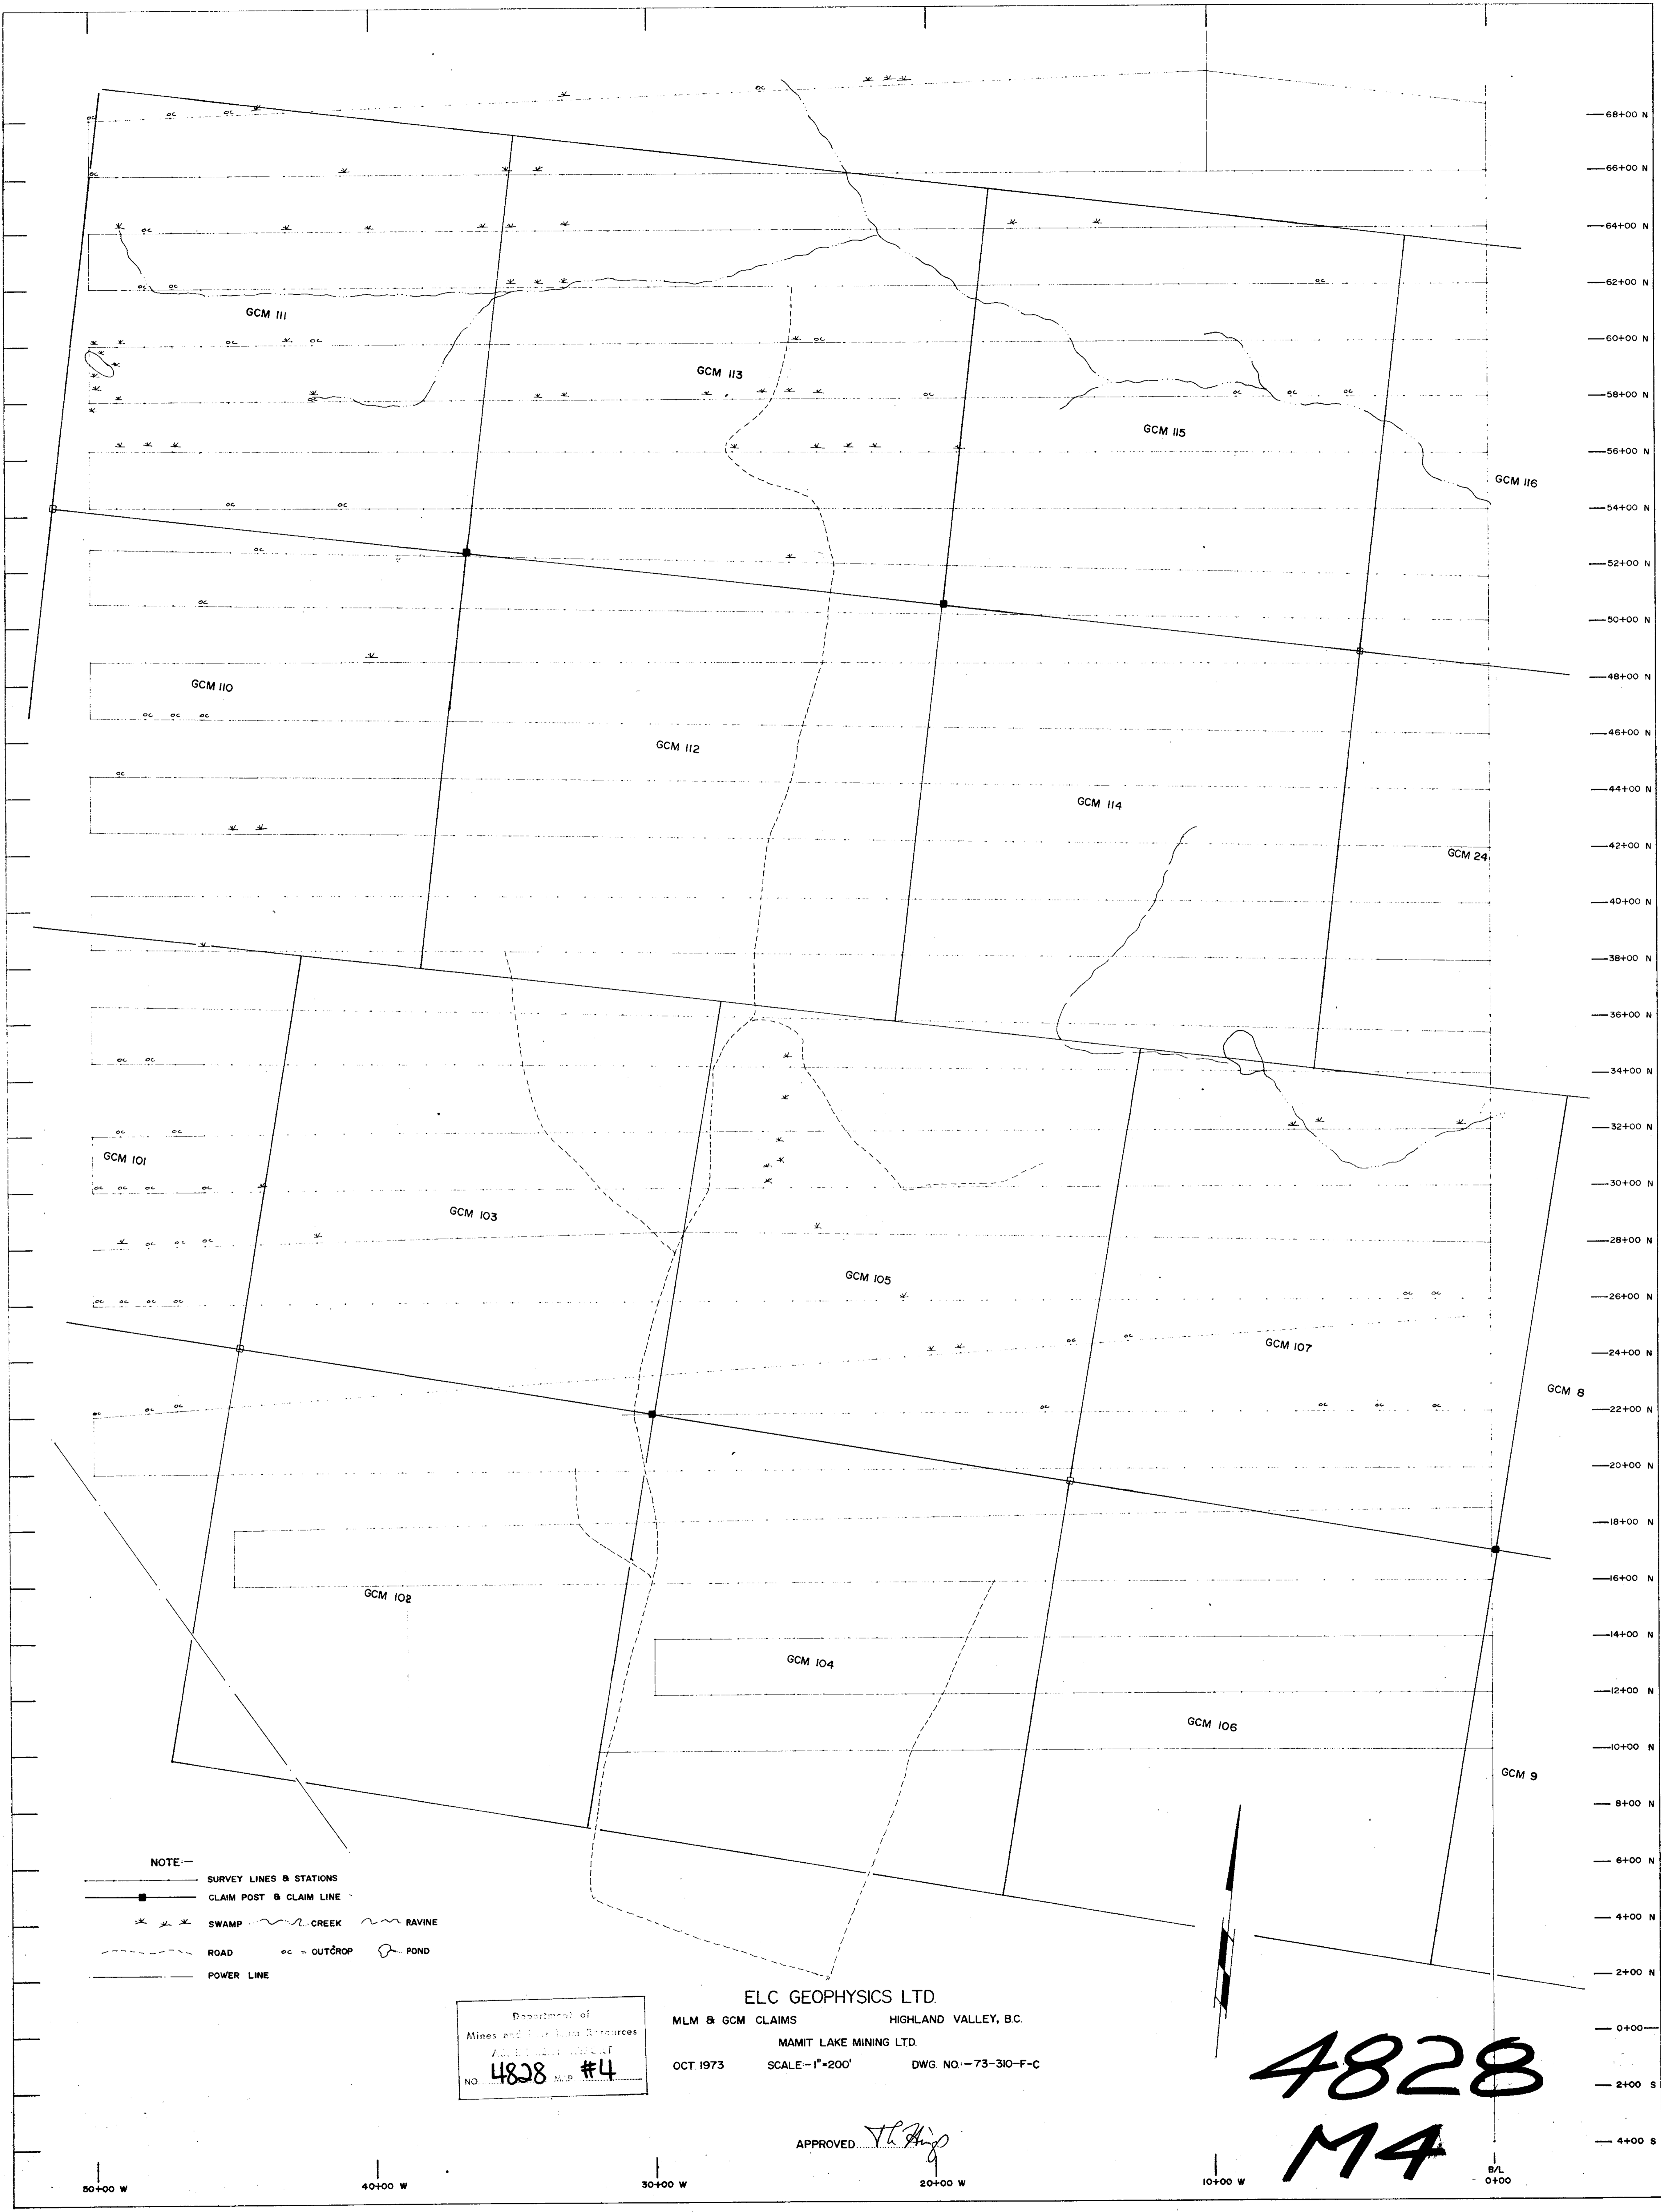 68+00 N
66+00 N
64+00 N
62+00 N
GCM 111
60+00 N
GCM 113
58+00 N
GCM 115
56+00 N
GCM 116
54+00 N
52+00 N
50+00 N
48+00 N
GCM 110
46+00 N
GCM 112
44+00 N
GCM 114
42+00 N
GCM 24
40+00 N
38+00 N
36+00 N
34+00 N
32+00 N
GCM 101
30+00 N
GCM 103
28+00 N
GCM 105
26+00 N
GCM 107
24+00 N
GCM 8
22+00 N
20+00 N
18+00 N
16+00 N
GCM 102
14+00 N
GCM 104
12+00 N
GCM 106
10+00 N
GCM 9
8+00 N
6+00 N
4+00 N
2+00 N
0+00
2+00 S
4+00 S
NOTE:—
SURVEY LINES & STATIONS
CLAIM POST & CLAIM LINE
SWAMP CREEK RAVINE
ROAD oc = OUTCROP POND
POWER LINE
Department of
Mines and Resources
NO. 4828 #4
ELC GEOPHYSICS LTD.
MLM & GCM CLAIMS HIGHLAND VALLEY, B.C.
MAMIT LAKE MINING LTD.
OCT. 1973 SCALE:-1"=200' DWG. NO.:-73-310-F-C
APPROVED
4828
M4
50+00 W
40+00 W
30+00 W
20+00 W
10+00 W
B/L
0+00